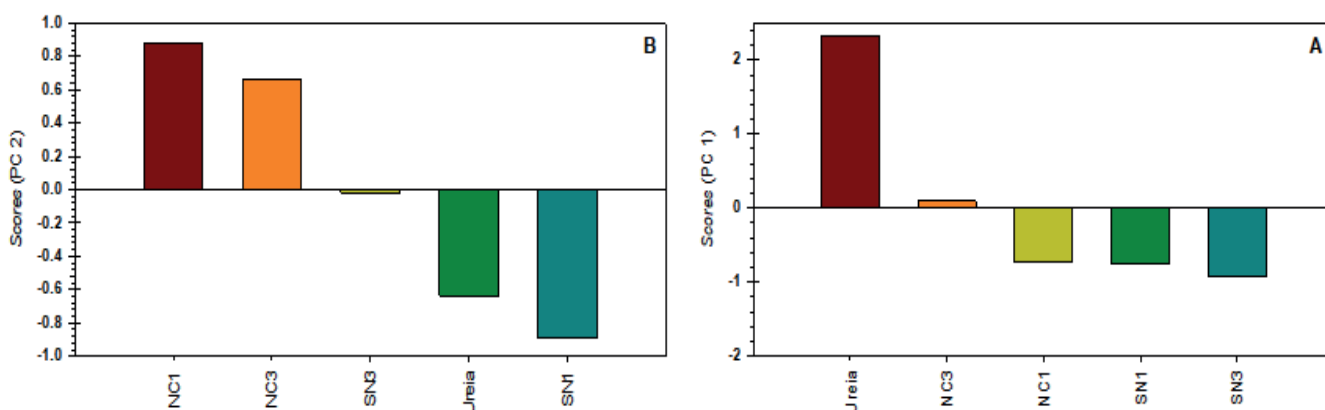 B
Scores (PC 2)
1.0
0.8
0.6
0.4
0.2
0.0
-0.2
-0.4
-0.6
-0.8
-1.0
NC1
NC3
SN3
Ureia
SN1
A
Scores (PC 1)
2
1
0
-1
-2
Ureia
NC3
NC1
SN1
SN3